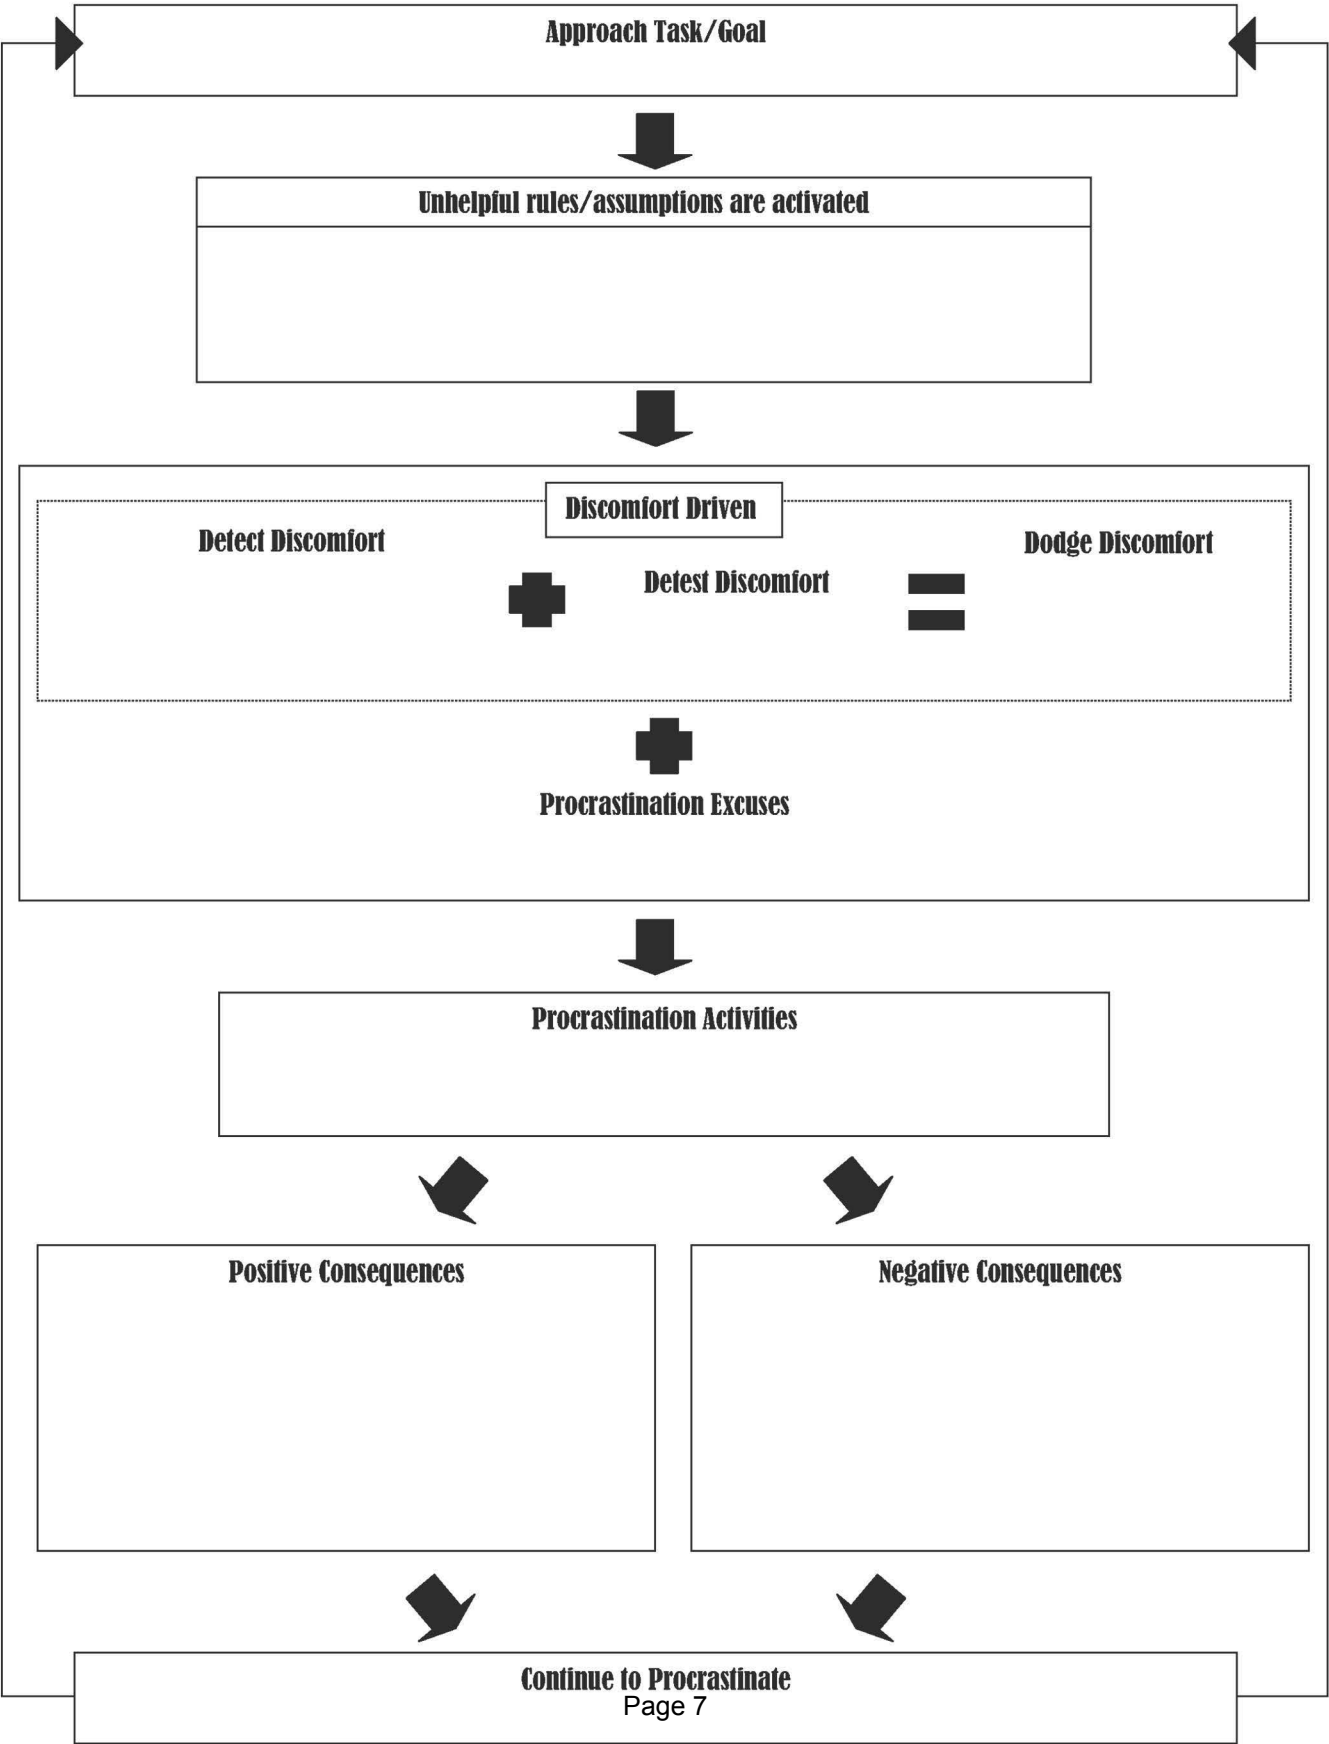 Approach Task/Goal
Unhelpful rules/assumptions are activated
Discomfort Driven
Detect Discomfort
Detest Discomfort
Dodge Discomfort
Procrastination Excuses
Procrastination Activities
Positive Consequences
Negative Consequences
Continue to Procrastinate
Page 7